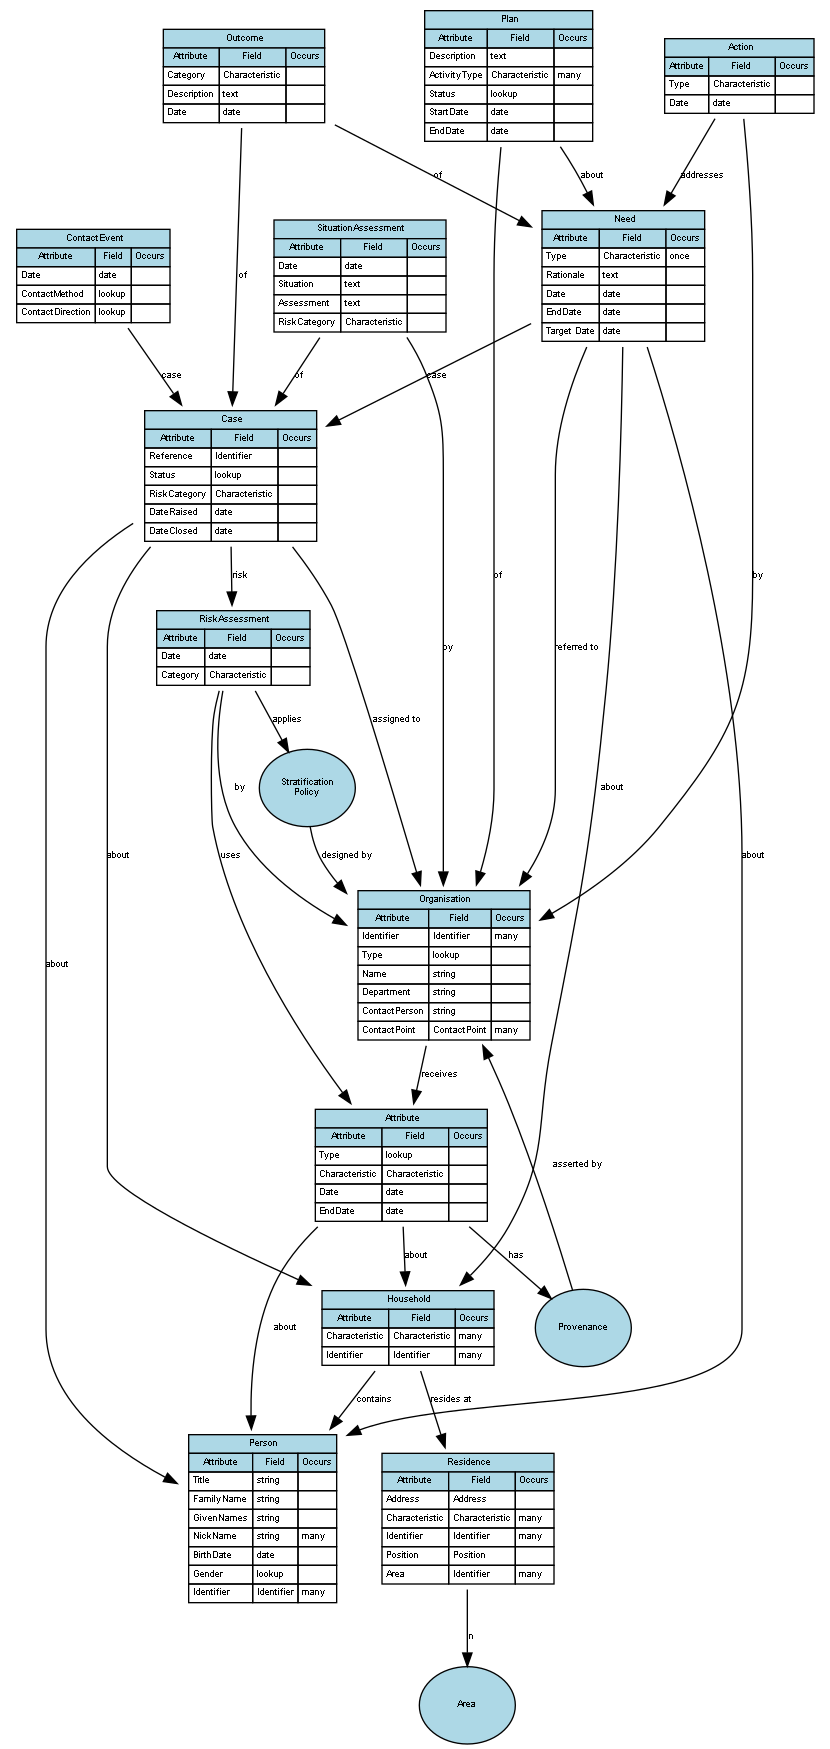 Plan
Attribute Field Occurs
Description text
ActivityType Characteristic many
Status lookup
StartDate date
EndDate date
Outcome
Attribute Field Occurs
Category Characteristic
Description text
Date date
Action
Attribute Field Occurs
Type Characteristic
Date date
of
about
addresses
Need
Attribute Field Occurs
Type Characteristic once
Rationale text
Date date
EndDate date
Target Date date
SituationAssessment
Attribute Field Occurs
Date date
Situation text
Assessment text
RiskCategory Characteristic
ContactEvent
Attribute Field Occurs
Date date
ContactMethod lookup
ContactDirection lookup
of
case
of
case
Case
Attribute Field Occurs
Reference Identifier
Status lookup
RiskCategory Characteristic
DateRaised date
DateClosed date
risk
of
by
RiskAssessment
Attribute Field Occurs
Date date
Category Characteristic
by
referred to
applies
assigned to
Stratification
Policy
by
about
about
uses
designed by
about
Organisation
Attribute Field Occurs
Identifier Identifier many
Type lookup
Name string
Department string
ContactPerson string
ContactPoint ContactPoint many
about
receives
Attribute
Attribute Field Occurs
Type lookup
Characteristic Characteristic
Date date
EndDate date
asserted by
about
has
Household
Attribute Field Occurs
Characteristic Characteristic many
Identifier Identifier many
about
Provenance
contains
resides at
Person
Attribute Field Occurs
Title string
FamilyName string
GivenNames string
NickName string many
BirthDate date
Gender lookup
Identifier Identifier many
Residence
Attribute Field Occurs
Address Address
Characteristic Characteristic many
Identifier Identifier many
Position Position
Area Identifier many
in
Area